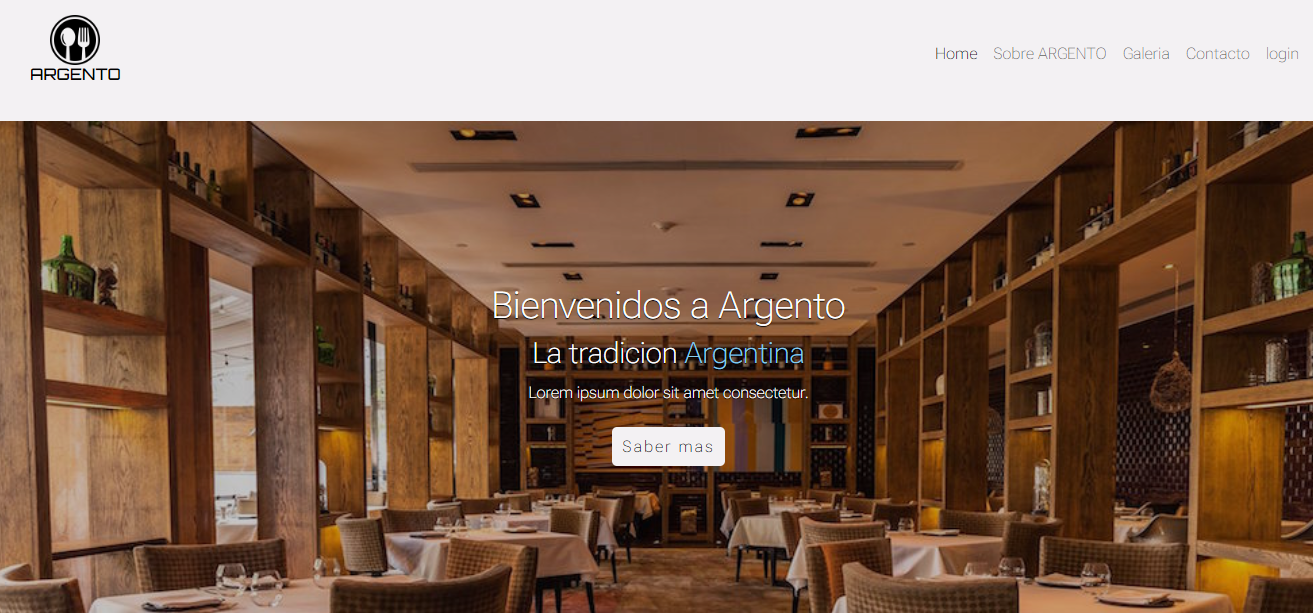 ARGENTO
Home Sobre ARGENTO Galeria Contacto login
Bienvenidos a Argento
La tradicion Argentina
Lorem ipsum dolor sit amet consectetur.
Saber mas